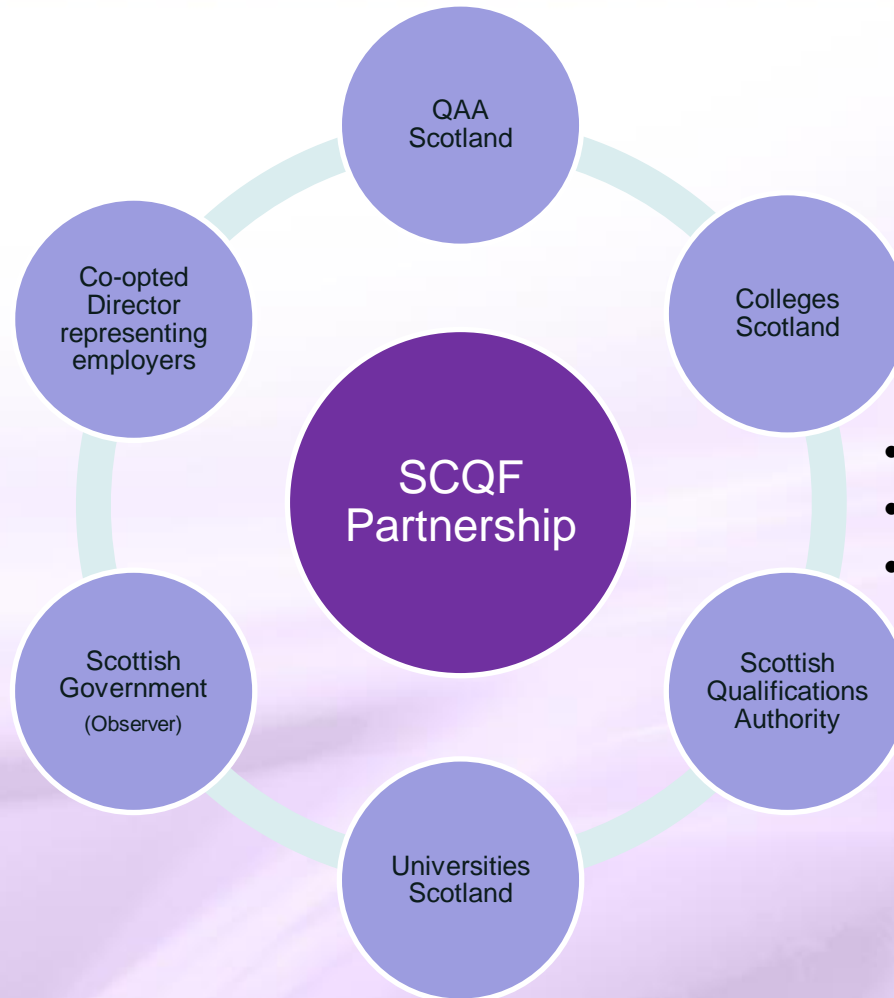 QAA
Scotland
Co-opted
Director
representing
employers
Colleges
Scotland
SCQF
Partnership
•
•
•
Scottish
Government
(Observer)
Scottish
Qualifications
Authority
Universities
Scotland